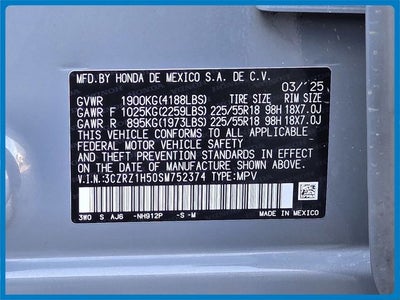 MFD.BY HONDA DE MEXICO S.A. DE C.V.
03/'25
GVWR 1900KG(4188LBS) TIRE SIZE RIM SIZE
GAWR F 1025KG(2259LBS) 225/55R18 98H 18X7.0J
GAWR R 895KG(1973LBS) 225/55R18 98H 18X7.0J
THIS VEHICLE CONFORMS TO ALL APPLICABLE
FEDERAL MOTOR VEHICLE SAFETY
AND THEFT PREVENTION STANDARDS IN EFFECT
ON THE DATE OF MANUFACTURE SHOWN ABOVE.
V.I.N:3CZRZ1H50SM752374 TYPE:MPV
3W0 S AJ6 -NH912P -S -M
MADE IN MEXICO